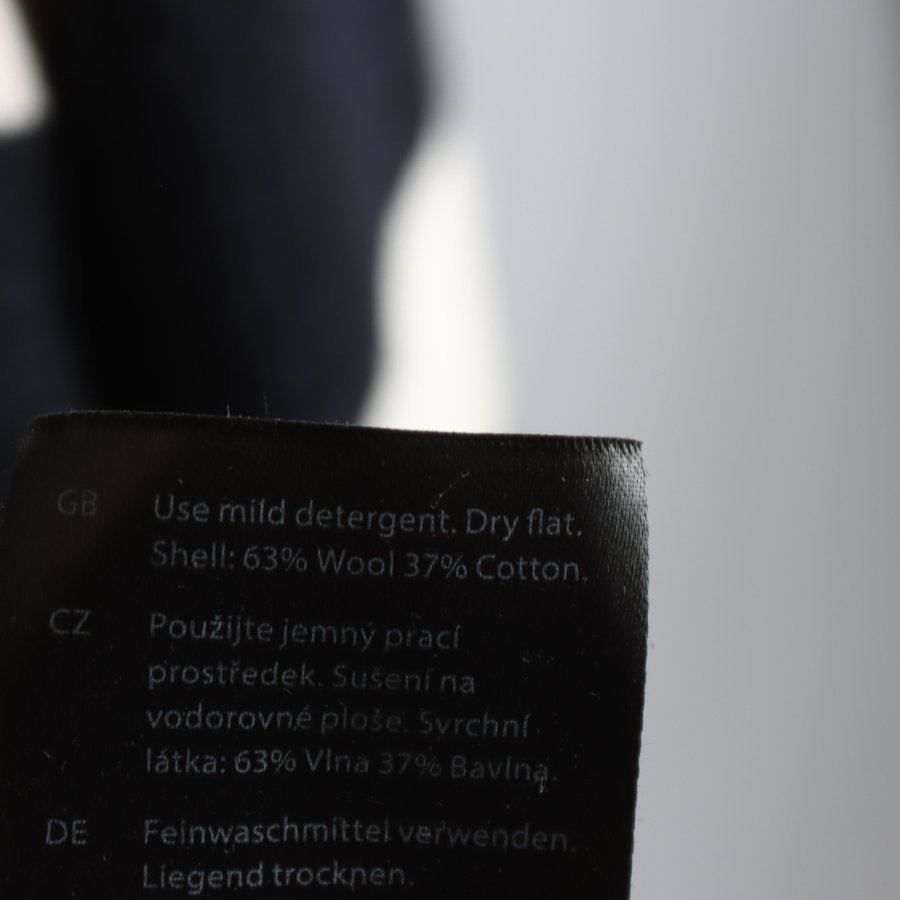 GB Use mild detergent. Dry flat.
Shell: 63% Wool 37% Cotton.
CZ Použijte jemný prací
prostředek. Sušení na
vodorovné ploše. Svrchní
látka: 63% Vlna 37% Bavlna.
DE Feinwaschmittel verwenden.
Liegend trocknen.